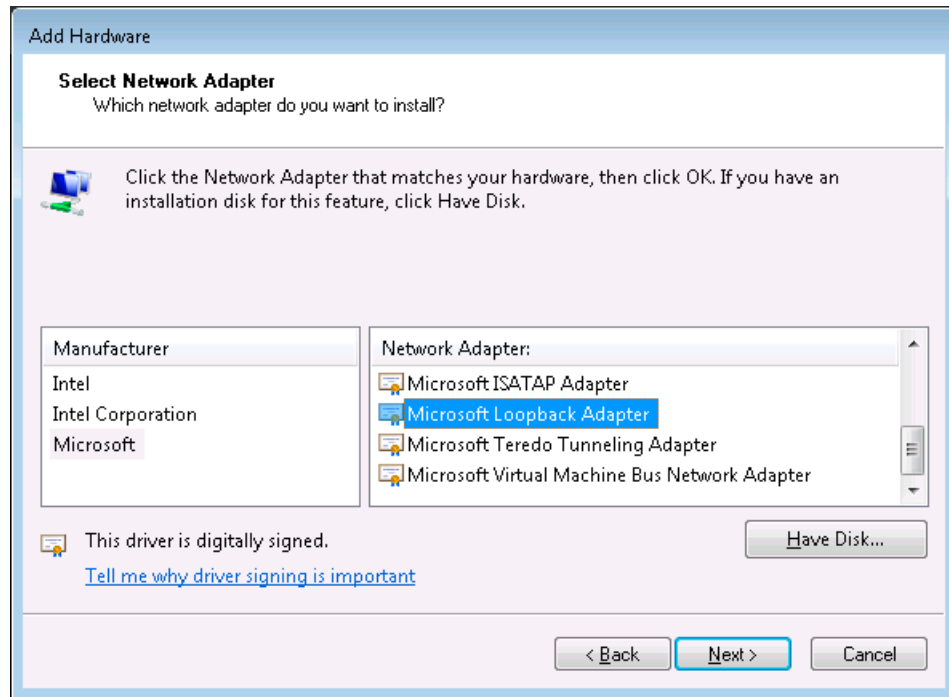 Add Hardware
Select Network Adapter
Which network adapter do you want to install?
Click the Network Adapter that matches your hardware, then click OK. If you have an
installation disk for this feature, click Have Disk.
Manufacturer
Intel
Intel Corporation
Microsoft
Network Adapter:
Microsoft ISATAP Adapter
Microsoft Loopback Adapter
Microsoft Teredo Tunneling Adapter
Microsoft Virtual Machine Bus Network Adapter
This driver is digitally signed.
Tell me why driver signing is important
Have Disk...
< Back
Next >
Cancel